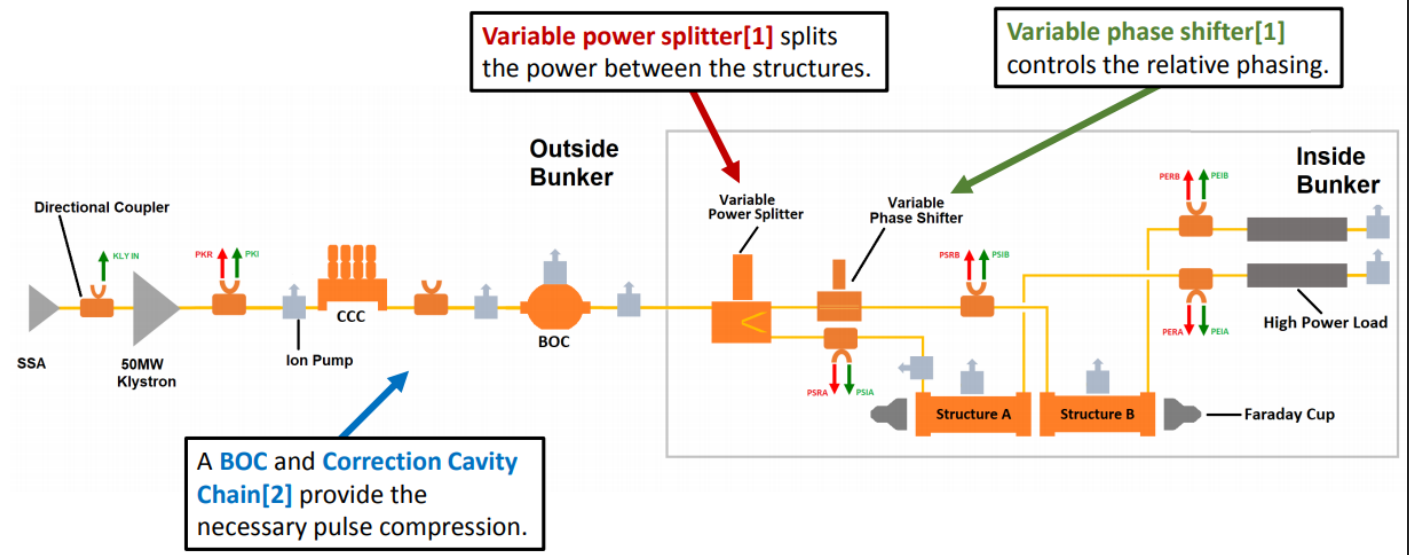 Variable power splitter[1] splits
the power between the structures.
Variable phase shifter[1]
controls the relative phasing.
Outside
Bunker
Inside
Bunker
Directional Coupler
KLY IN
PKR
PKI
Variable
Power Splitter
Variable
Phase Shifter
PSRB
PSIB
PERB
PEIB
SSA
50MW
Klystron
Ion Pump
CCC
BOC
PSRA
PSIA
PERA
PEIA
High Power Load
Structure A
Structure B
Faraday Cup
A BOC and Correction Cavity
Chain[2] provide the
necessary pulse compression.